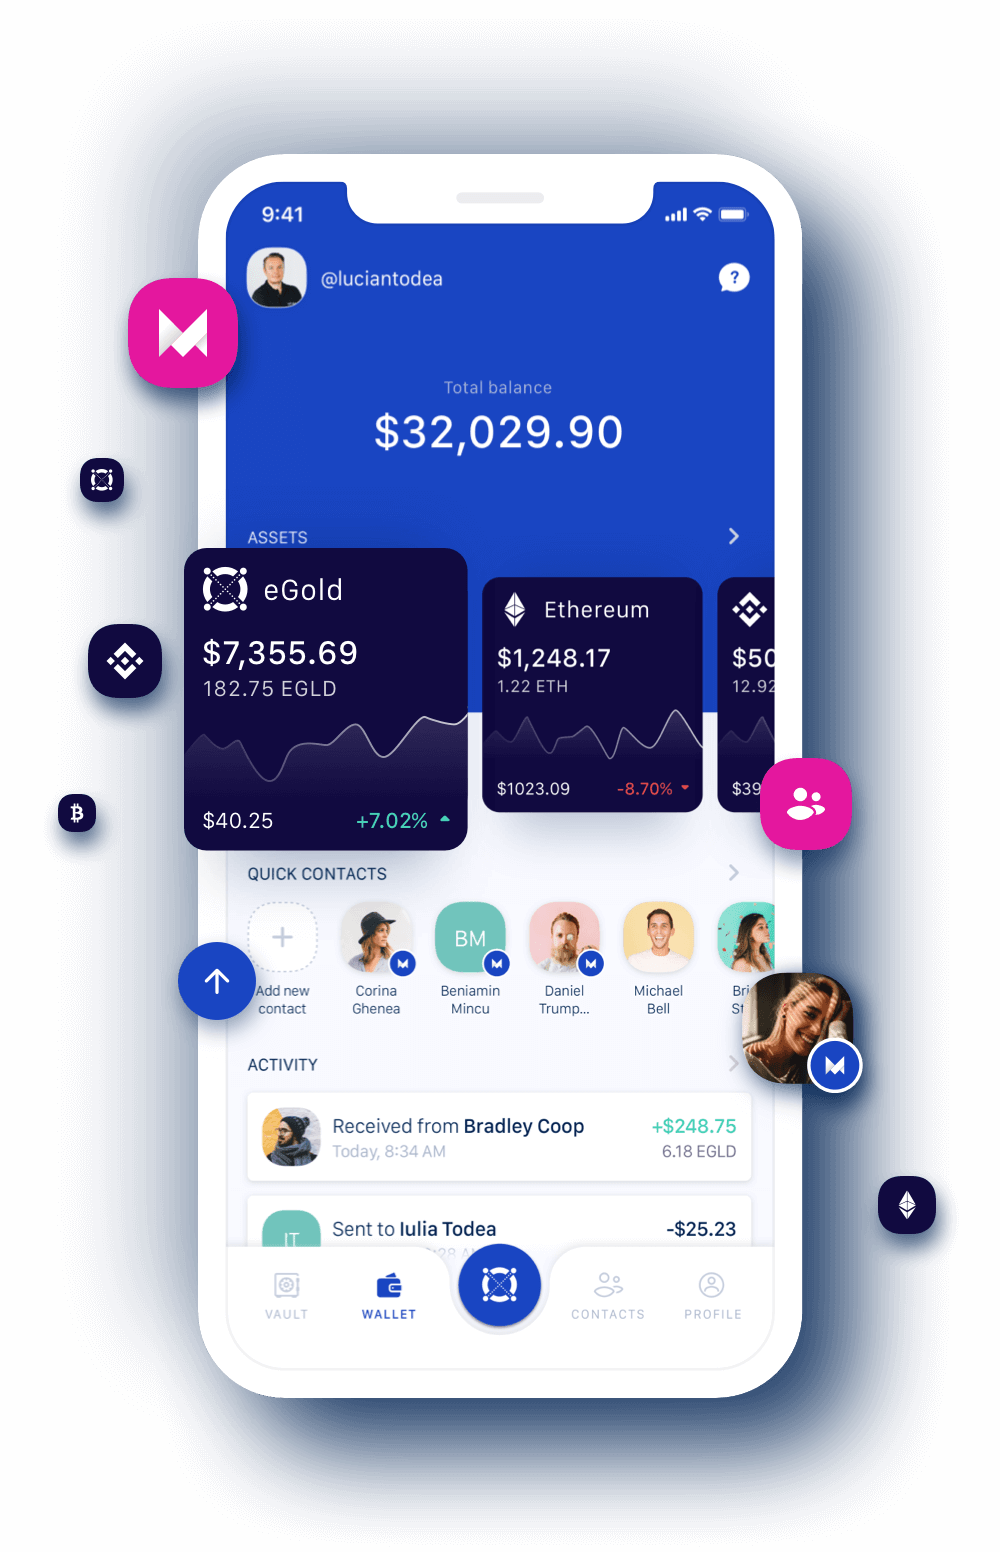 9:41
@luciantodea
?
Total balance
$32,029.90
ASSETS
eGold
$7,355.69
182.75 EGLD
$40.25
+7.02%
Ethereum
$1,248.17
1.22 ETH
$1023.09
-8.70%
$50
12.92
$39
QUICK CONTACTS
BM
Add new
contact
Corina
Ghenea
Beniamin
Mincu
Daniel
Trump...
Michael
Bell
Bri
St
ACTIVITY
Received from Bradley Coop
+$248.75
Today, 8:34 AM
6.18 EGLD
IT
Sent to Iulia Todea
-$25.23
VAULT
WALLET
CONTACTS
PROFILE